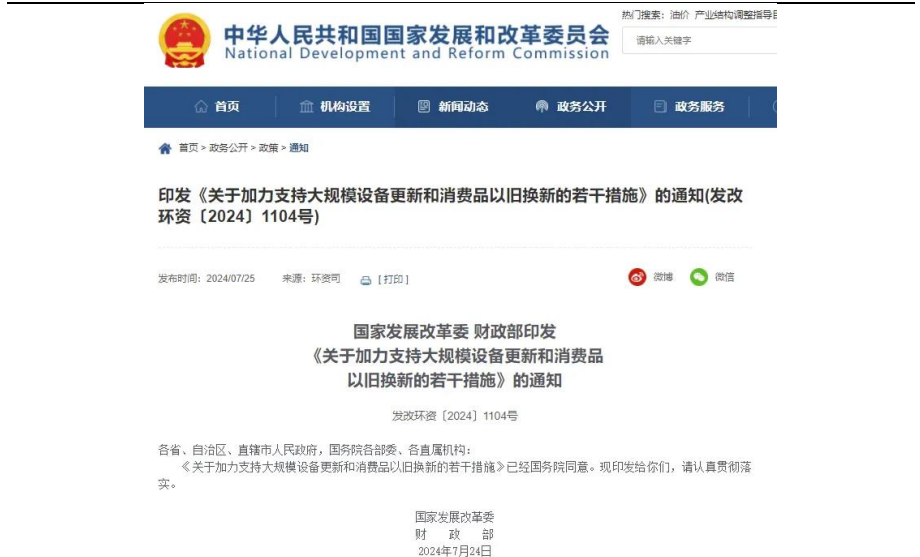 热门搜索：油价 产业结构调整指导
中华人民共和国国家发展和改革委员会
National Development and Reform Commission
请输入关键字
首页 机构设置 新闻动态 政务公开 政务服务
首页 > 政务公开 > 政策 > 通知
印发《关于加力支持大规模设备更新和消费品以旧换新的若干措施》的通知(发改
环资〔2024〕1104号)
发布时间：2024/07/25 来源：环资司 [打印] 微博 微信
国家发展改革委 财政部印发
《关于加力支持大规模设备更新和消费品
以旧换新的若干措施》的通知
发改环资〔2024〕1104号
各省、自治区、直辖市人民政府，国务院各部委、各直属机构：
《关于加力支持大规模设备更新和消费品以旧换新的若干措施》已经国务院同意。现印发给你们，请认真贯彻落
实。
国家发展改革委
财 政 部
2024年7月24日